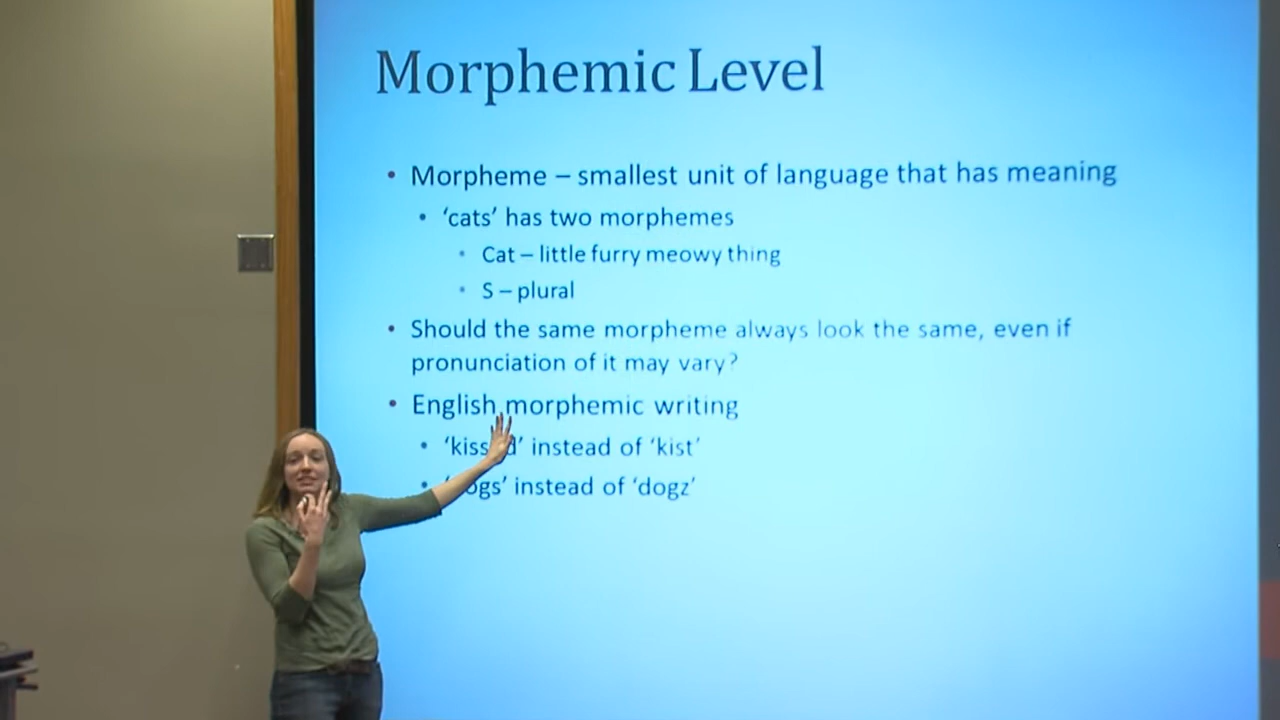 Morphemic Level
• Morpheme – smallest unit of language that has meaning
• ‘cats’ has two morphemes
• Cat – little furry meowy thing
• S – plural
• Should the same morpheme always look the same, even if
pronunciation of it may vary?
• English morphemic writing
• instead of ‘kist’
• instead of ‘dogz’